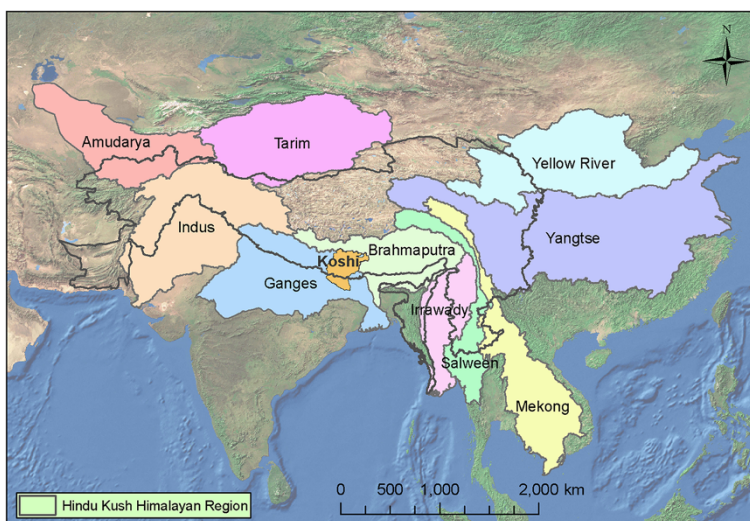 N
Amudarya
Tarim
Yellow River
Indus
Yangtse
Brahmaputra
Koshi
Ganges
Irrawady
Salween
Mekong
0 500 1,000 2,000 km
Hindu Kush Himalayan Region